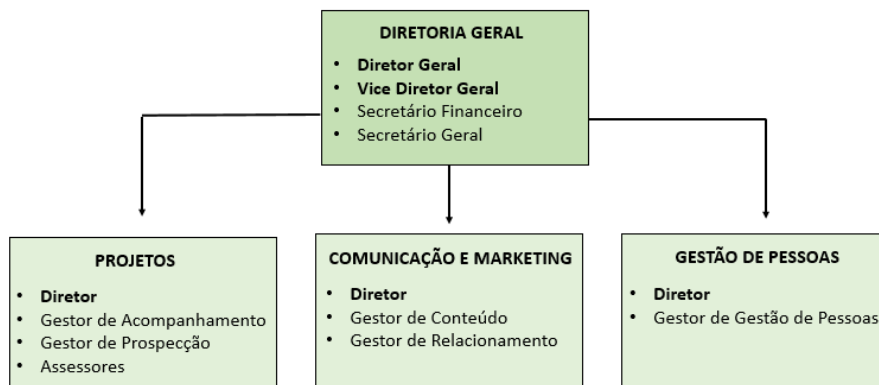 DIRETORIA GERAL
• Diretor Geral
• Vice Diretor Geral
• Secretário Financeiro
• Secretário Geral
PROJETOS
• Diretor
• Gestor de Acompanhamento
• Gestor de Prospecção
• Assessores
COMUNICAÇÃO E MARKETING
• Diretor
• Gestor de Conteúdo
• Gestor de Relacionamento
GESTÃO DE PESSOAS
• Diretor
• Gestor de Gestão de Pessoas